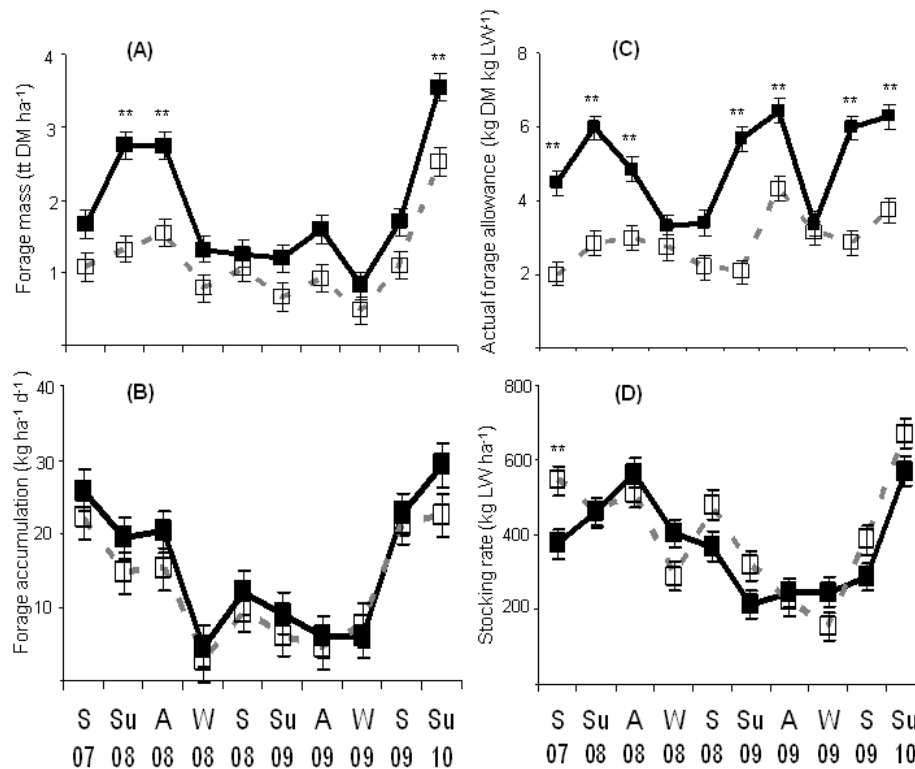 (A)
Forage mass (tt DM ha-1)
4
3
2
1
**
**
**
(C)
Actual forage allowance (kg DM kg LW-1)
8
6
4
2
**
**
**
**
**
**
**
(B)
Forage accumulation (kg ha-1 d-1)
40
30
20
10
S Su A W S Su A W S Su
07 08 08 08 08 09 09 09 09 10
(D)
Stocking rate (kg LW ha-1)
800
600
400
200
**
S Su A W S Su A W S Su
07 08 08 08 08 09 09 09 09 10